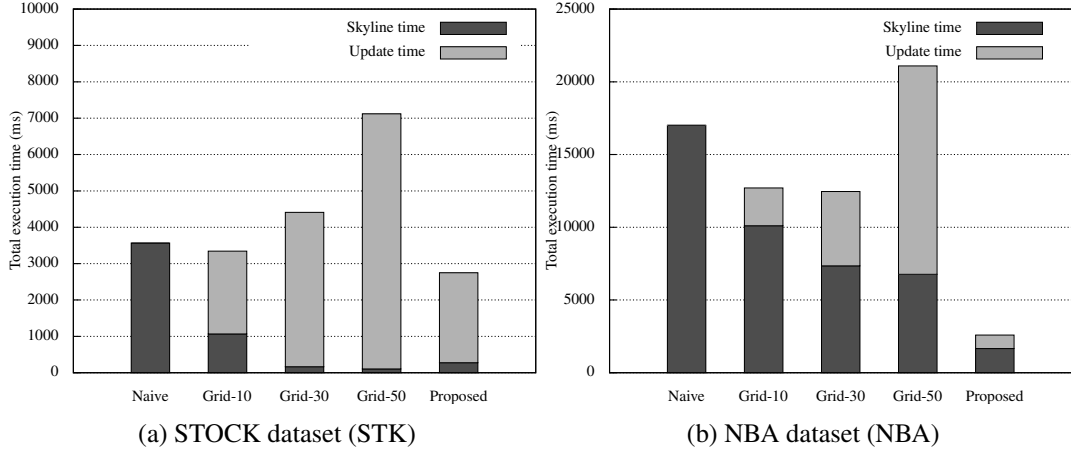 Total execution time (ms)
10000
9000
8000
7000
6000
5000
4000
3000
2000
1000
0
Skyline time
Update time
Naive Grid-10 Grid-30 Grid-50 Proposed
(a) STOCK dataset (STK)
Total execution time (ms)
25000
20000
15000
10000
5000
0
Skyline time
Update time
Naive Grid-10 Grid-30 Grid-50 Proposed
(b) NBA dataset (NBA)